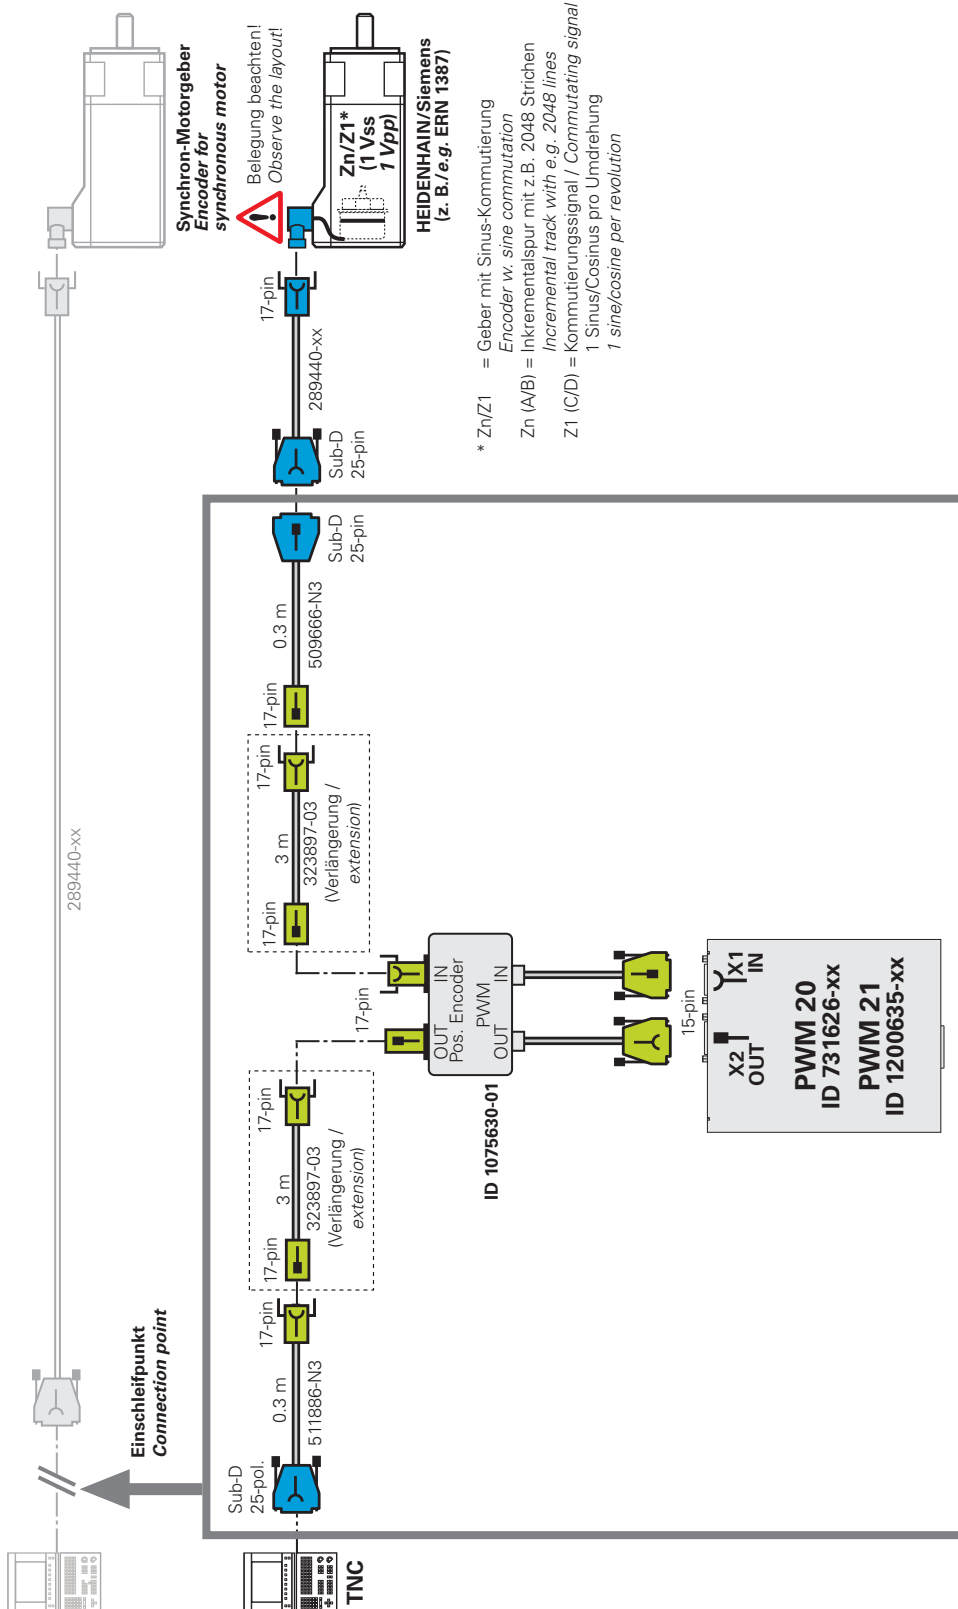 289440-xx
Synchron-Motorgeber
Encoder for
synchronous motor
Einschleifpunkt
Connection point
Belegung beachten!
Observe the layout!
Zn/Z1*
(1 Vss
1 Vpp)
HEIDENHAIN/Siemens
(z. B./e.g. ERN 1387)
TNC
Sub-D
25-pol.
0.3 m
511886-N3
17-pin
17-pin
3 m
323897-03
(Verlängerung /
extension)
17-pin
17-pin
17-pin
3 m
323897-03
(Verlängerung /
extension)
17-pin
17-pin
0.3 m
509666-N3
Sub-D
25-pin
Sub-D
25-pin
289440-xx
17-pin
OUT IN
Pos. Encoder
PWM
OUT IN
ID 1075630-01
15-pin
X2
OUT
X1
IN
PWM 20
ID 731626-xx
PWM 21
ID 1200635-xx
* Zn/Z1 = Geber mit Sinus-Kommutierung
Encoder w. sine commutation
Zn (A/B) = Inkrementalspur mit z.B. 2048 Strichen
Incremental track with e.g. 2048 lines
Z1 (C/D) = Kommutierungssignal / Commutating signal
1 Sinus/Cosinus pro Umdrehung
1 sine/cosine per revolution